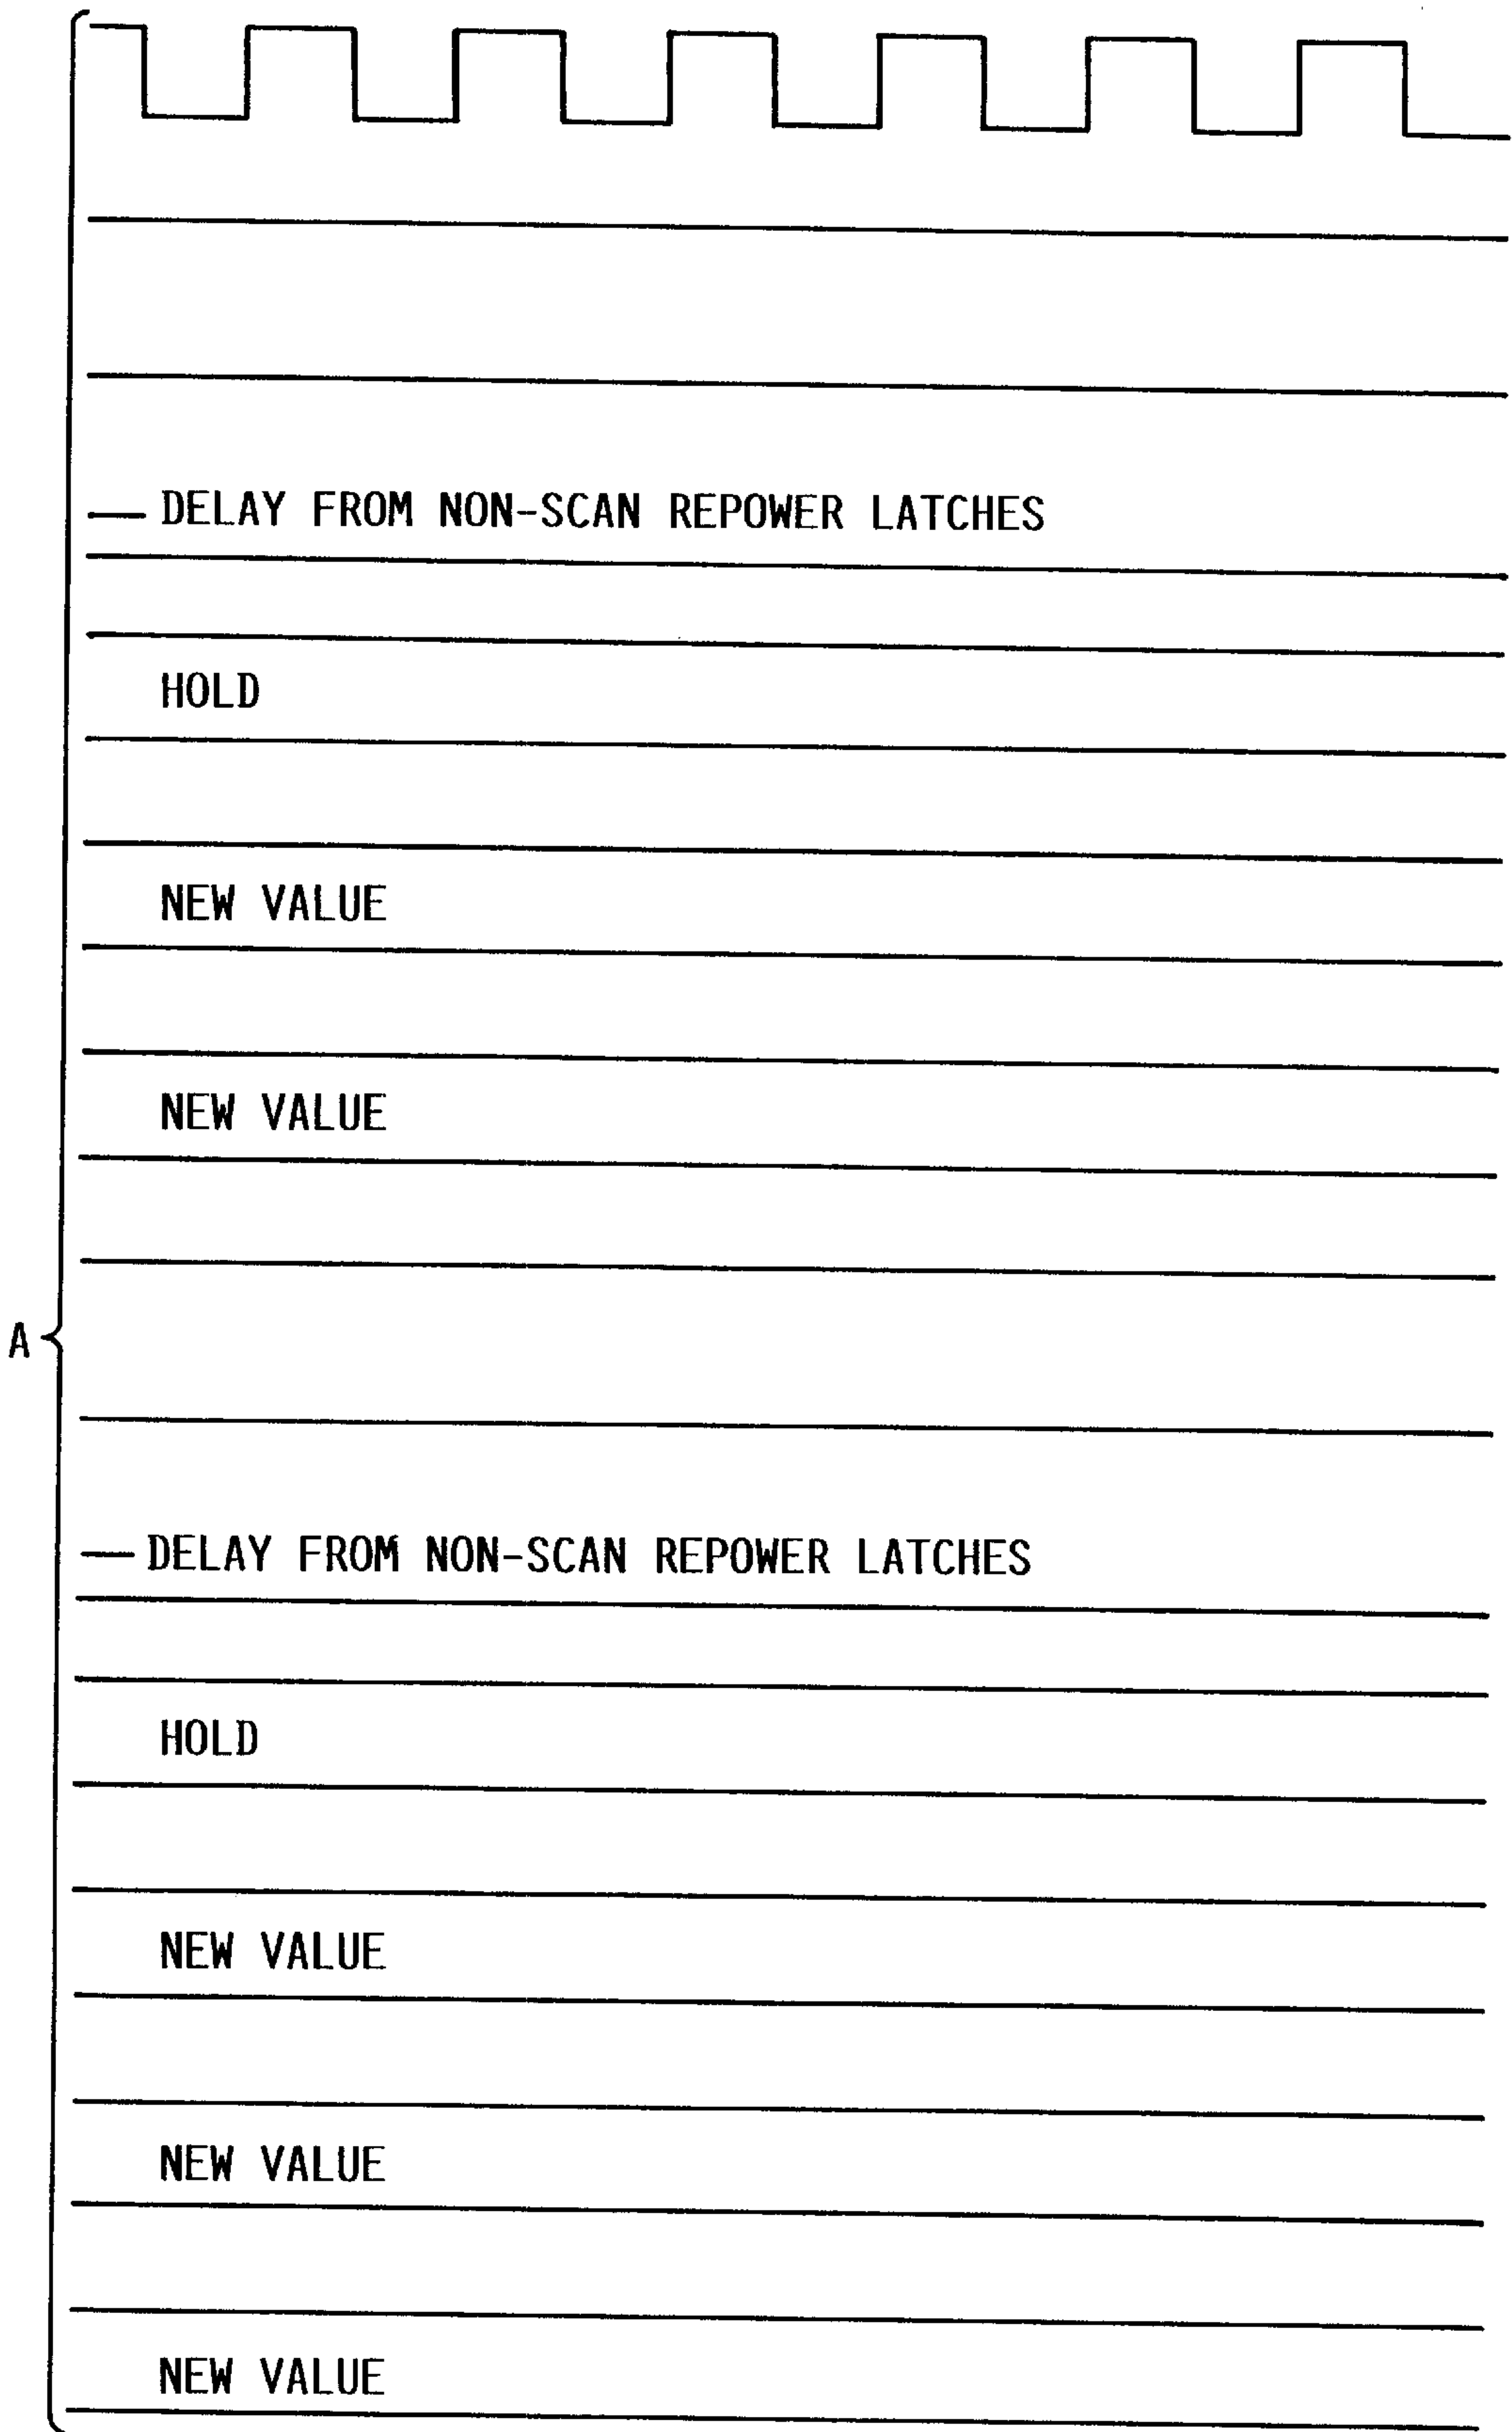 DELAY FROM NON-SCAN REPOWER LATCHES
HOLD
NEW VALUE
NEW VALUE
A
DELAY FROM NON-SCAN REPOWER LATCHES
HOLD
NEW VALUE
NEW VALUE
NEW VALUE